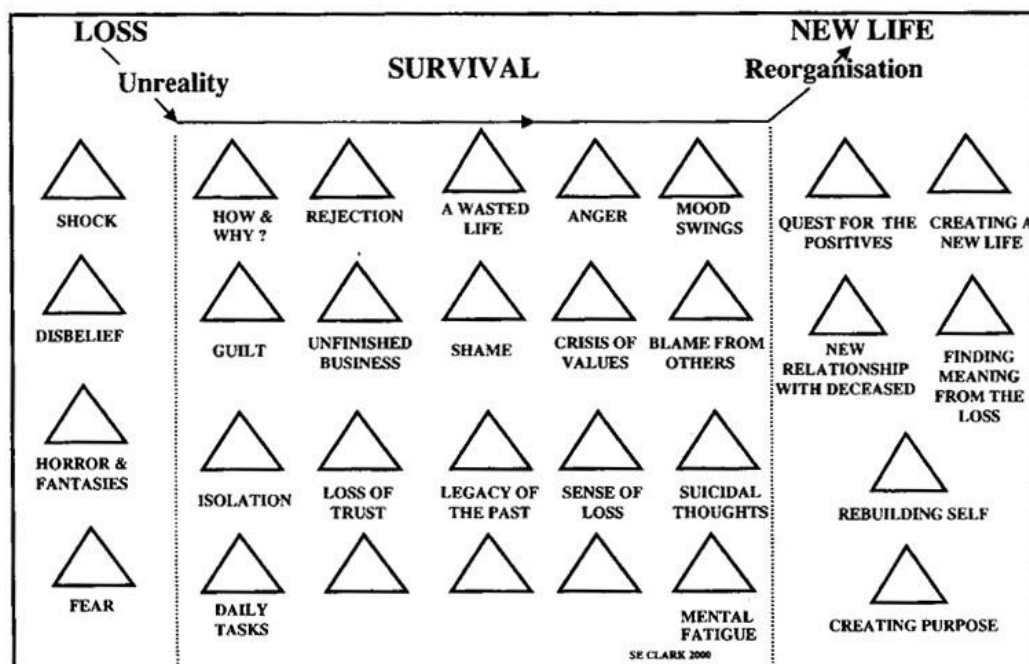 LOSS
NEW LIFE
Unreality
SURVIVAL
Reorganisation
SHOCK
HOW &
WHY ?
REJECTION
A WASTED
LIFE
ANGER
MOOD
SWINGS
QUEST FOR THE
POSITIVES
CREATING A
NEW LIFE
DISBELIEF
GUILT
UNFINISHED
BUSINESS
SHAME
CRISIS OF
VALUES
BLAME FROM
OTHERS
NEW
RELATIONSHIP
WITH DECEASED
FINDING
MEANING
FROM THE
LOSS
HORROR &
FANTASIES
ISOLATION
LOSS OF
TRUST
LEGACY OF
THE PAST
SENSE OF
LOSS
SUICIDAL
THOUGHTS
REBUILDING SELF
FEAR
DAILY
TASKS
MENTAL
FATIGUE
CREATING PURPOSE
SE CLARK 2000